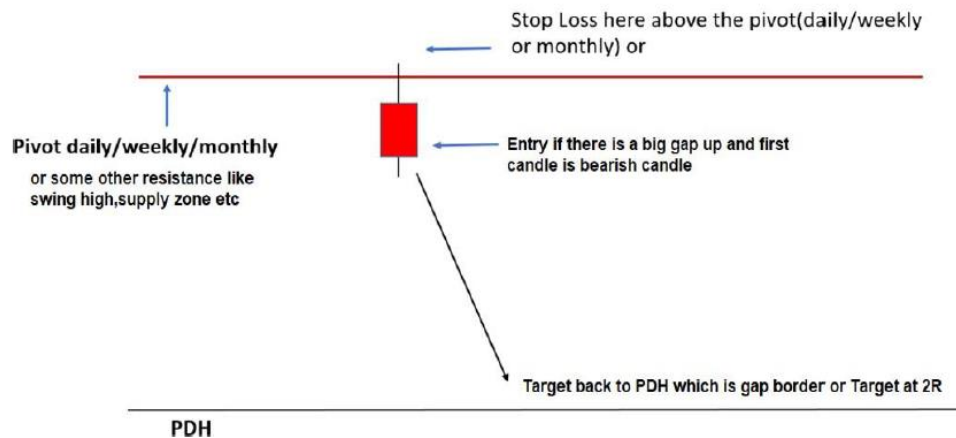 Stop Loss here above the pivot(daily/weekly
or monthly) or
Pivot daily/weekly/monthly
or some other resistance like
swing high,supply zone etc
Entry if there is a big gap up and first
candle is bearish candle
Target back to PDH which is gap border or Target at 2R
PDH